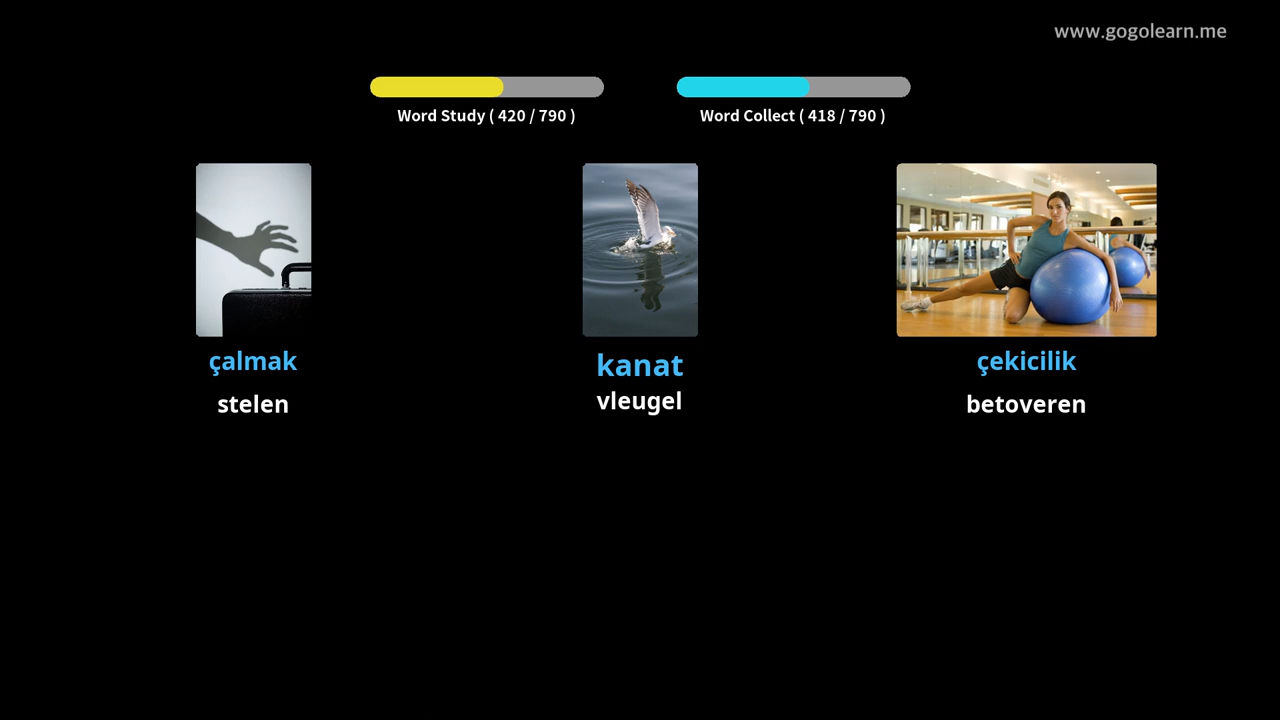 www.gogolearn.me
Word Study ( 420 / 790 )
Word Collect ( 418 / 790 )
çalmak
stelen
kanat
vleugel
çekicilik
betoveren